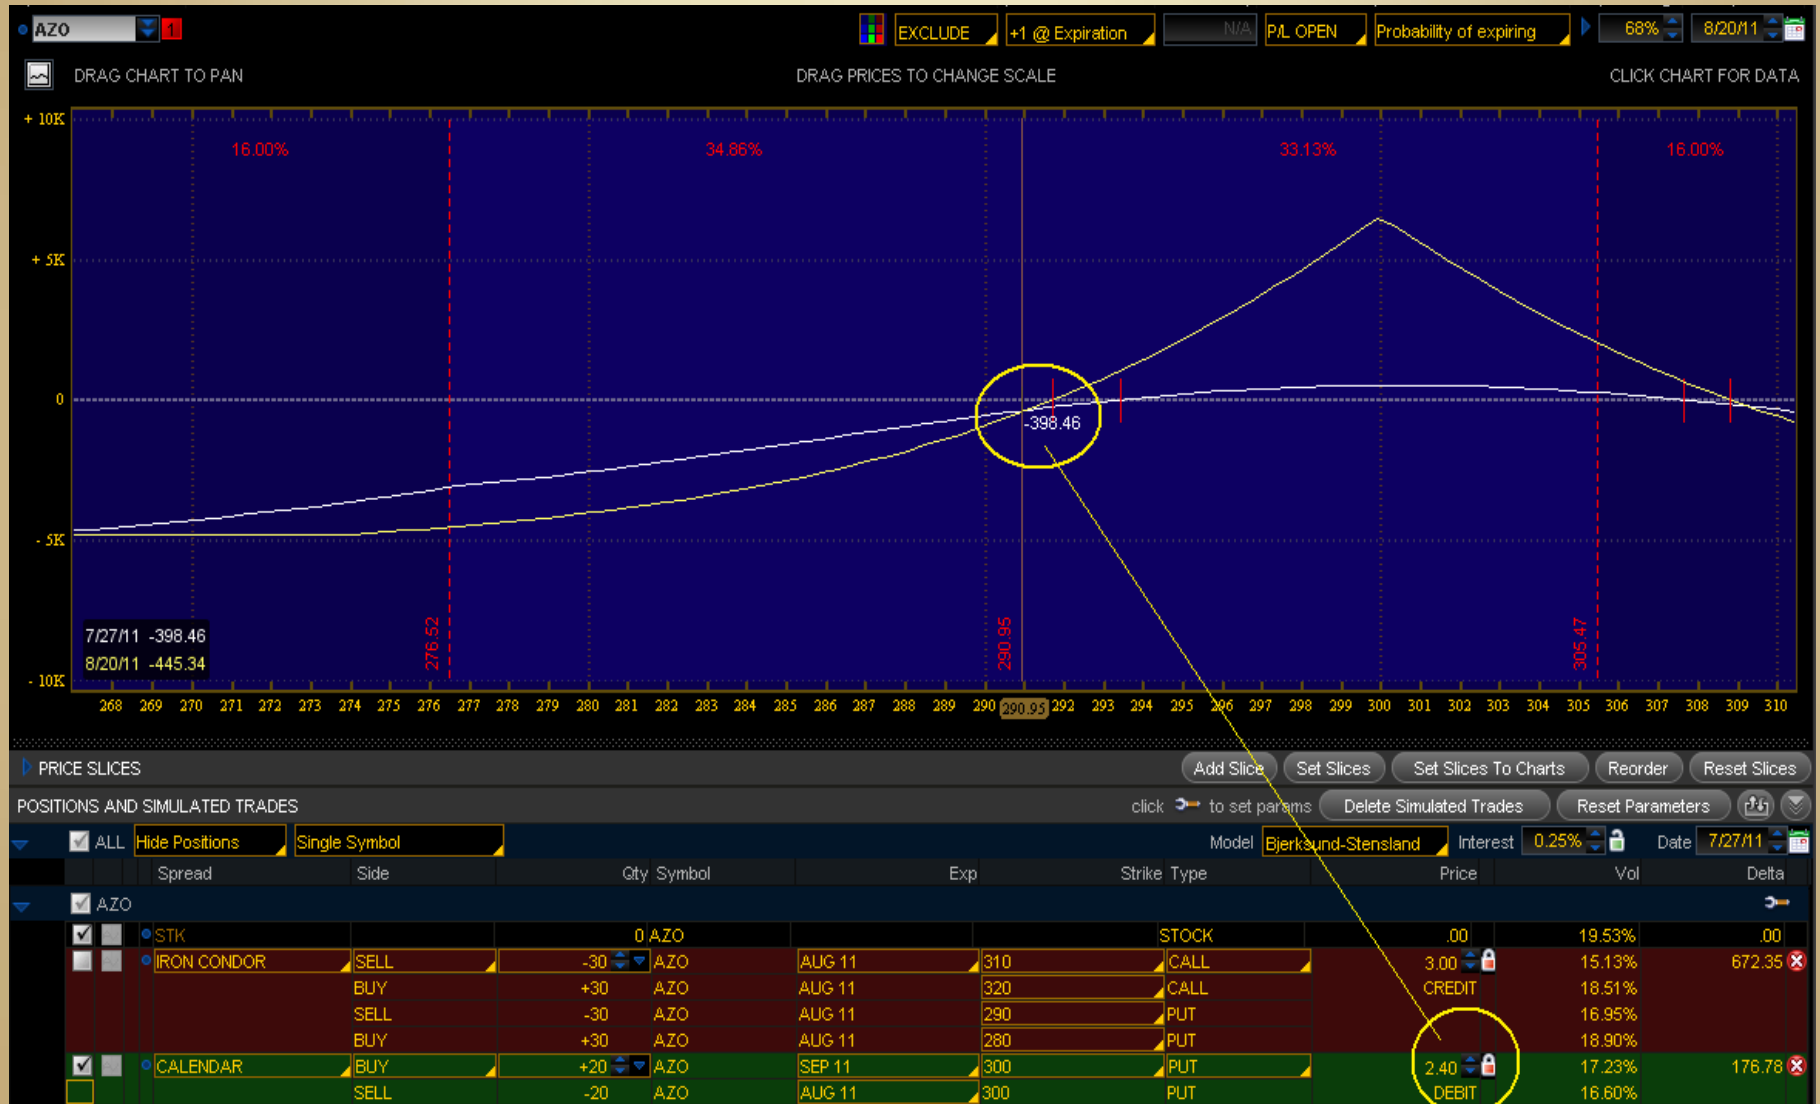 AZO 1 EXCLUDE +1 @ Expiration N/A P/L OPEN Probability of expiring 68% 8/20/11
DRAG CHART TO PAN DRAG PRICES TO CHANGE SCALE CLICK CHART FOR DATA
+ 10K
16.00% 34.86% 33.13% 16.00%
+ 5K
0
-398.46
- 5K
276.52 290.95 305.47
7/27/11 -398.46
8/20/11 -445.34
- 10K
268 269 270 271 272 273 274 275 276 277 278 279 280 281 282 283 284 285 286 287 288 289 290 290.95 292 293 294 295 296 297 298 299 300 301 302 303 304 305 306 307 308 309 310
PRICE SLICES Add Slice Set Slices Set Slices To Charts Reorder Reset Slices
POSITIONS AND SIMULATED TRADES click to set params Delete Simulated Trades Reset Parameters
ALL Hide Positions Single Symbol Model Bjerksund-Stensland Interest 0.25% Date 7/27/11
Spread Side Qty Symbol Exp Strike Type Price Vol Delta
AZO
STK 0 AZO STOCK .00 19.53% .00
IRON CONDOR SELL -30 AZO AUG 11 310 CALL 3.00 15.13% 672.35
BUY +30 AZO AUG 11 320 CALL CREDIT 18.51%
SELL -30 AZO AUG 11 290 PUT 16.95%
BUY +30 AZO AUG 11 280 PUT 18.90%
CALENDAR BUY +20 AZO SEP 11 300 PUT 2.40 17.23% 176.78
SELL -20 AZO AUG 11 300 PUT DEBIT 16.60%